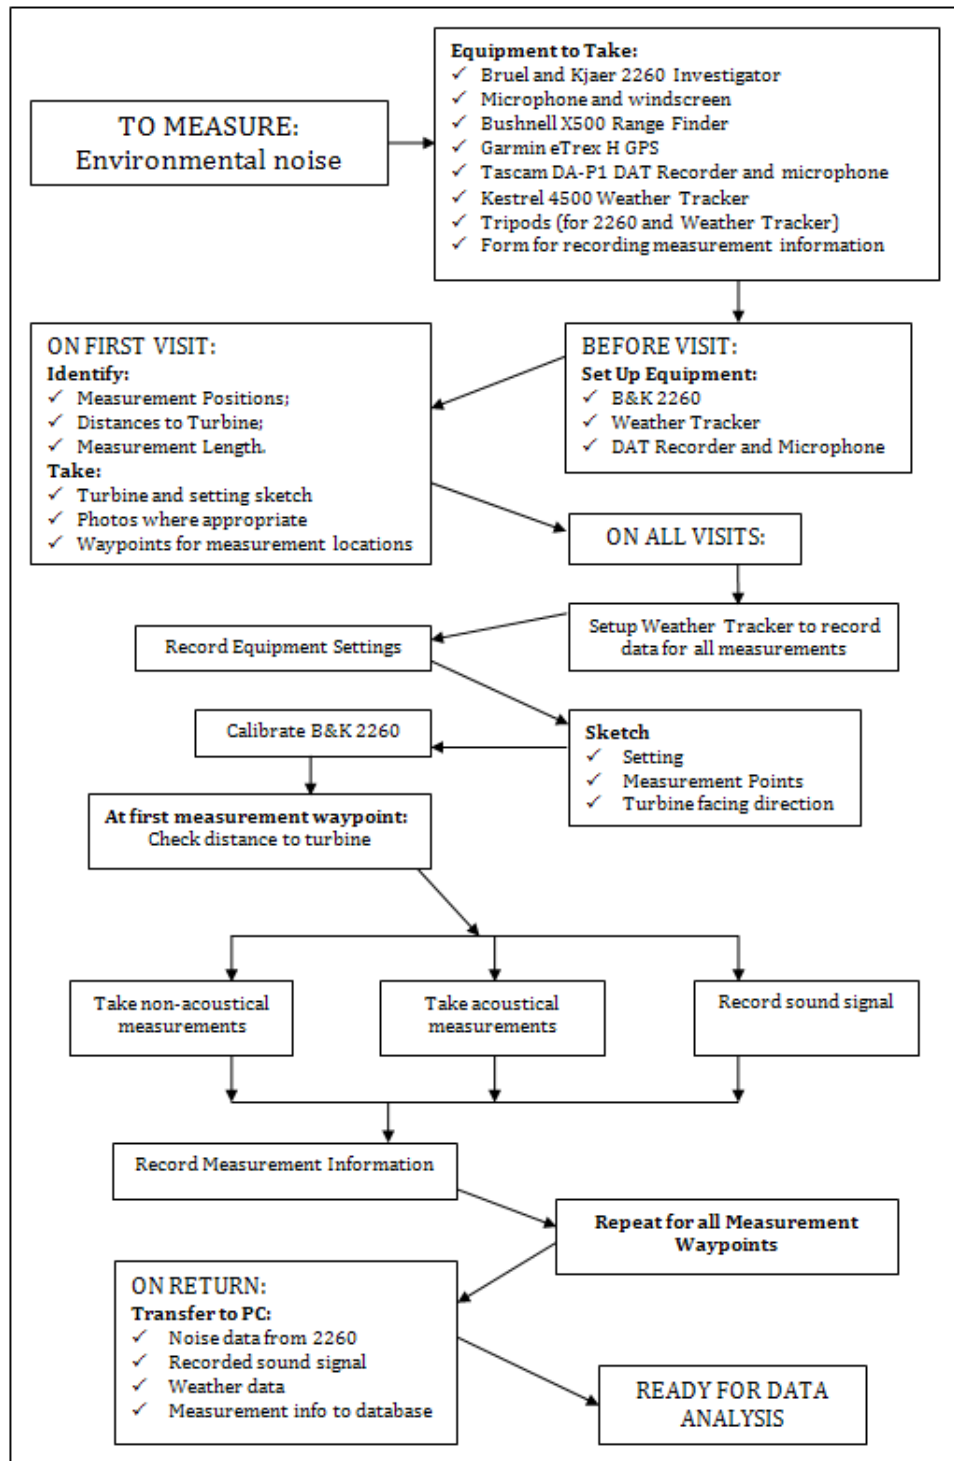 TO MEASURE:
Environmental noise
Equipment to Take:
✓ Bruel and Kjaer 2260 Investigator
✓ Microphone and windscreen
✓ Bushnell X500 Range Finder
✓ Garmin eTrex H GPS
✓ Tascam DA-P1 DAT Recorder and microphone
✓ Kestrel 4500 Weather Tracker
✓ Tripods (for 2260 and Weather Tracker)
✓ Form for recording measurement information
BEFORE VISIT:
Set Up Equipment:
✓ B&K 2260
✓ Weather Tracker
✓ DAT Recorder and Microphone
ON FIRST VISIT:
Identify:
✓ Measurement Positions;
✓ Distances to Turbine;
✓ Measurement Length.
Take:
✓ Turbine and setting sketch
✓ Photos where appropriate
✓ Waypoints for measurement locations
ON ALL VISITS:
Setup Weather Tracker to record
data for all measurements
Record Equipment Settings
Sketch
✓ Setting
✓ Measurement Points
✓ Turbine facing direction
Calibrate B&K 2260
At first measurement waypoint:
Check distance to turbine
Take non-acoustical
measurements
Take acoustical
measurements
Record sound signal
Record Measurement Information
Repeat for all Measurement
Waypoints
ON RETURN:
Transfer to PC:
✓ Noise data from 2260
✓ Recorded sound signal
✓ Weather data
✓ Measurement info to database
READY FOR DATA
ANALYSIS